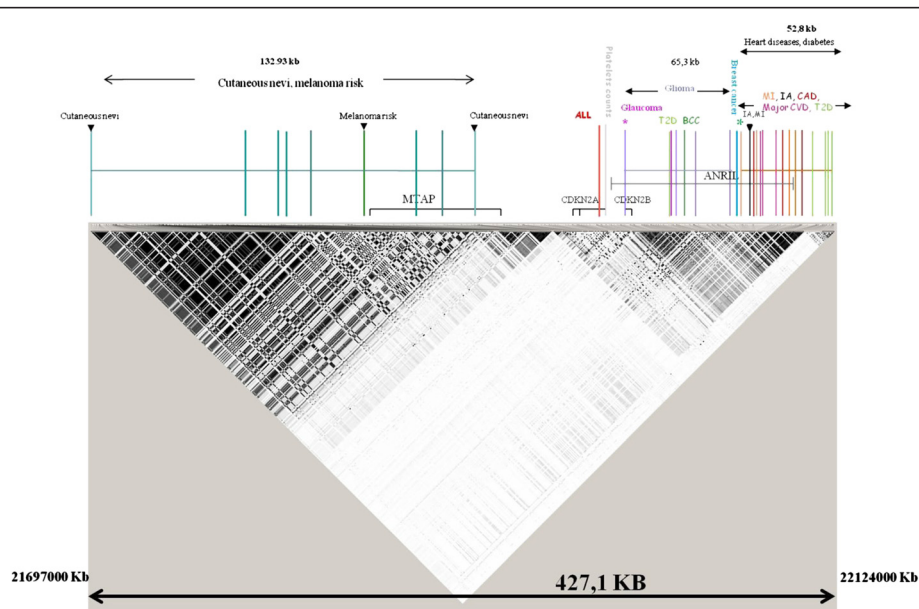 52,8 kb
Heart diseases, diabetes
132.93 kb
65,3 kb
Cutaneous nevi, melanoma risk
Platelets counts
Glioma
Breast cancer
MI, IA, CAD,
Major CVD, T2D
Cutaneous nevi
Melanoma risk
Cutaneous nevi
ALL
Glaucoma
*
T2D BCC
*
IA,MI
MTAP
CDKN2A
CDKN2B
ANRIL
21697000 Kb
427,1 KB
22124000 Kb